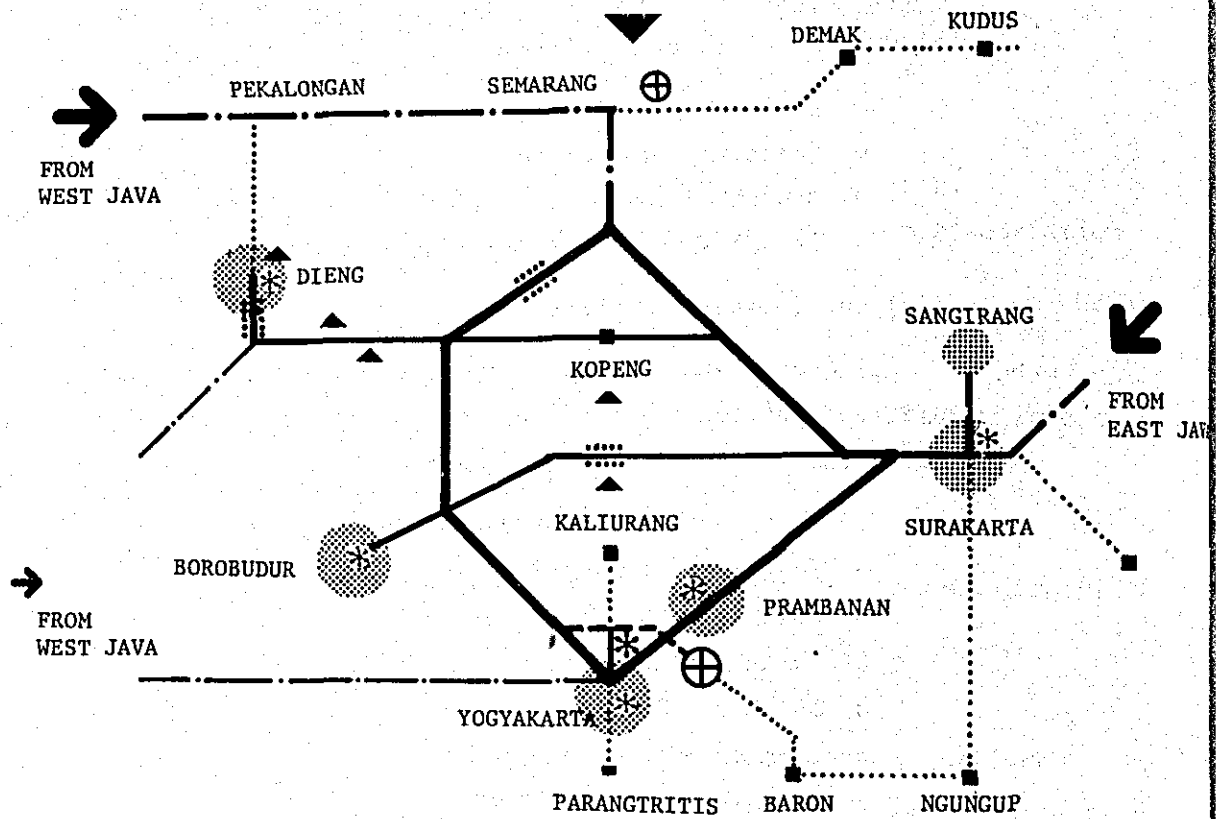 KUDUS
DEMAK
PEKALONGAN
SEMARANG
FROM
WEST JAVA
DIENG
SANGIRANG
KOPENG
FROM
EAST JAV
KALIURANG
SURAKARTA
BOROBUDUR
PRAMBANAN
FROM
WEST JAVA
YOGYAKARTA
PARANGTRITIS
BARON
NGUNGUP